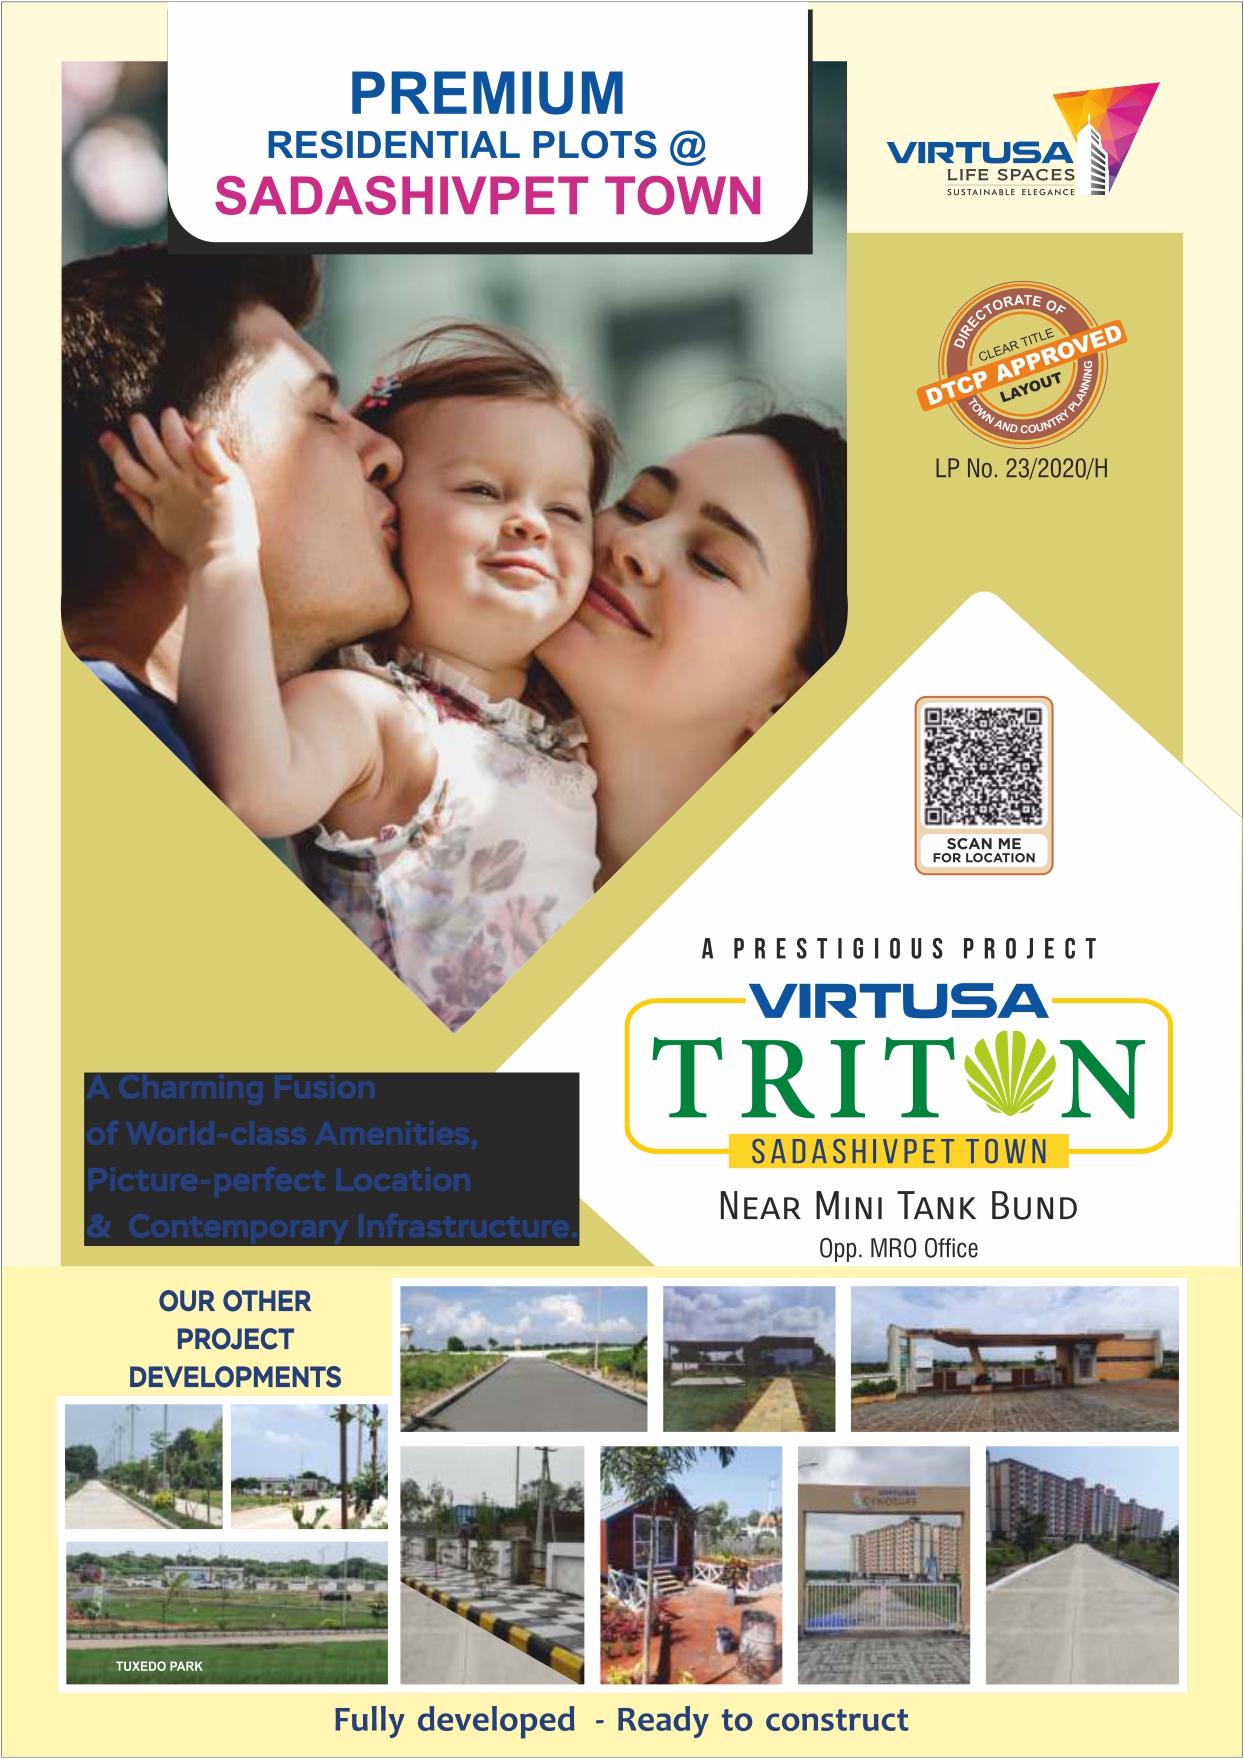 PREMIUM
RESIDENTIAL PLOTS @
SADASHIVPET TOWN
VIRTUSA
LIFE SPACES
SUSTAINABLE ELEGANCE
DIRECTORATE OF
CLEAR TITLE
DTCP APPROVED
LAYOUT
TOWN AND COUNTRY PLANNING
LP No. 23/2020/H
SCAN ME
FOR LOCATION
A PRESTIGIOUS PROJECT
VIRTUSA
TRITON
SADASHIVPET TOWN
NEAR MINI TANK BUND
Opp. MRO Office
A Charming Fusion
of World-class Amenities,
Picture-perfect Location
& Contemporary Infrastructure.
OUR OTHER
PROJECT
DEVELOPMENTS
VIRTUSA
CYNOSURE
TUXEDO PARK
Fully developed - Ready to construct